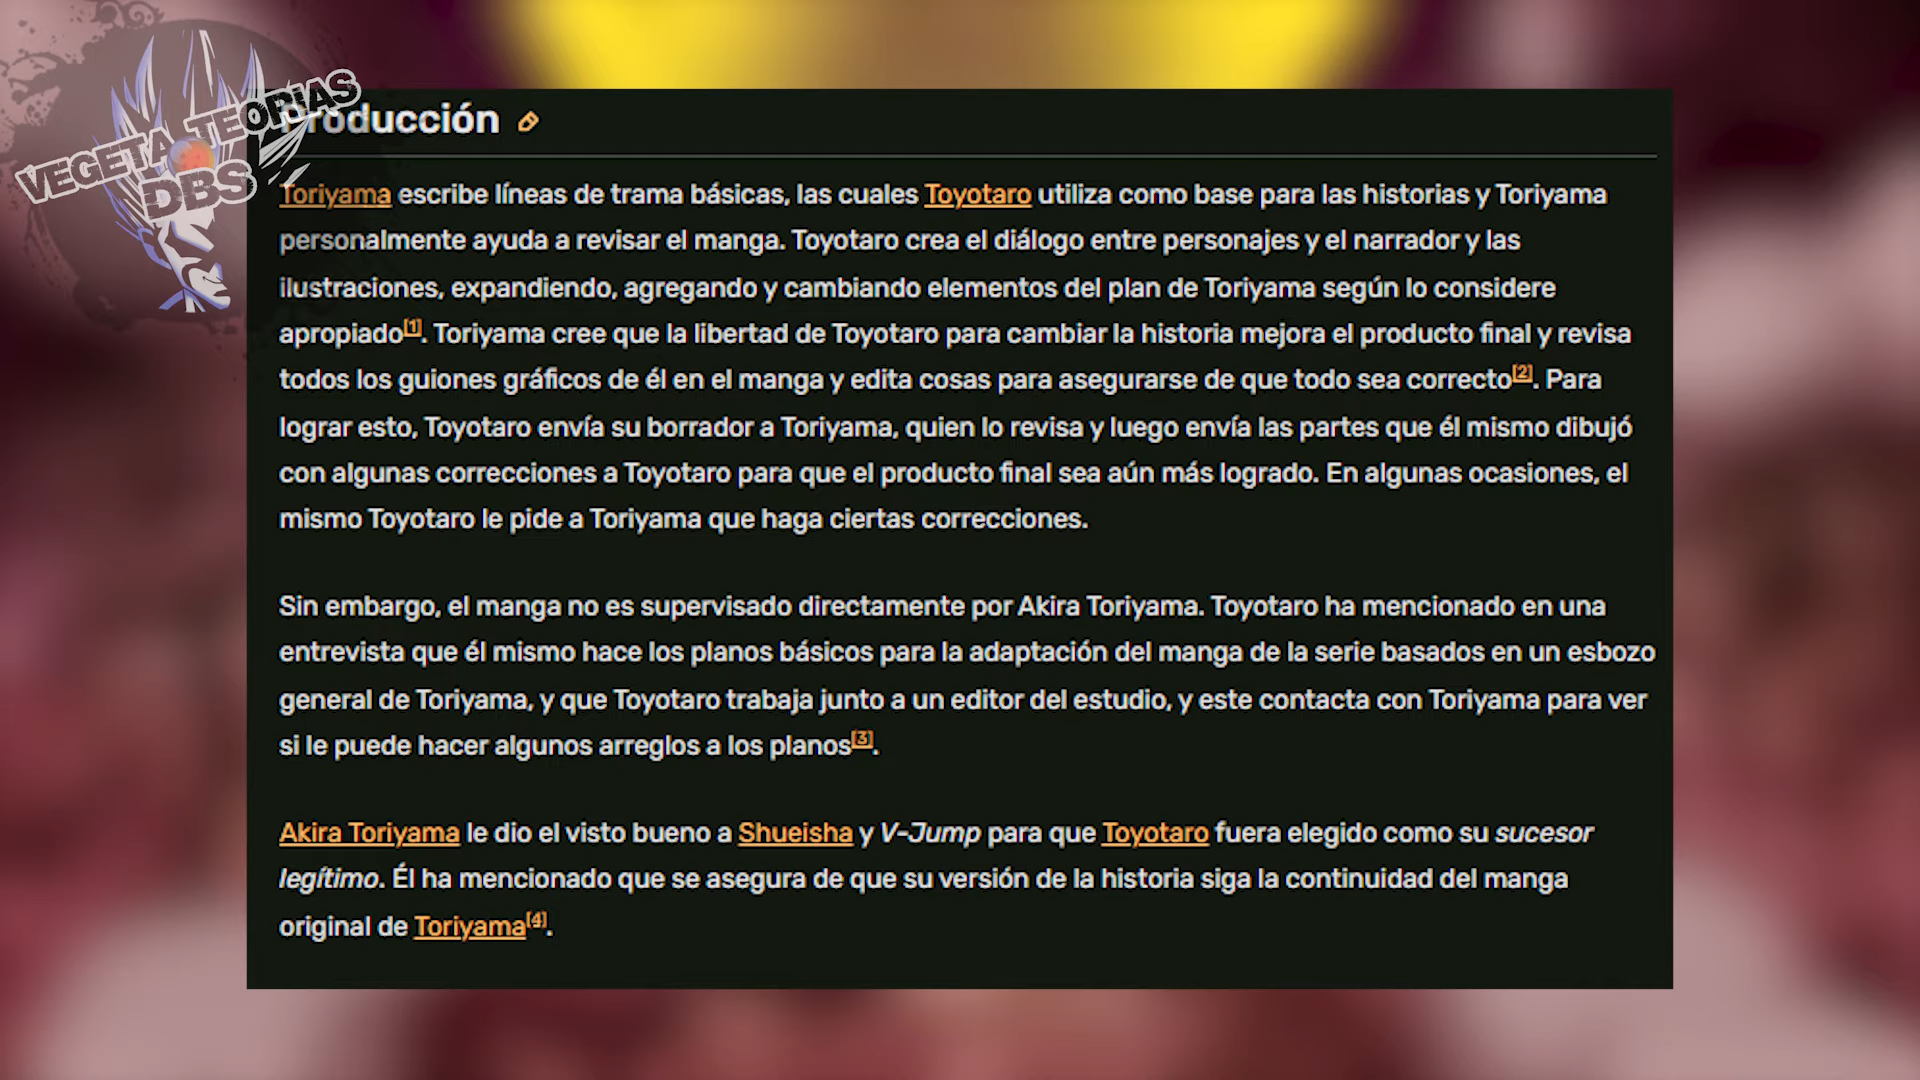 VEGETA TEORIAS
DBS
Producción
Toriyama escribe líneas de trama básicas, las cuales Toyotaro utiliza como base para las historias y Toriyama
personalmente ayuda a revisar el manga. Toyotaro crea el diálogo entre personajes y el narrador y las
ilustraciones, expandiendo, agregando y cambiando elementos del plan de Toriyama según lo considere
apropiado[1]. Toriyama cree que la libertad de Toyotaro para cambiar la historia mejora el producto final y revisa
todos los guiones gráficos de él en el manga y edita cosas para asegurarse de que todo sea correcto[2]. Para
lograr esto, Toyotaro envía su borrador a Toriyama, quien lo revisa y luego envía las partes que él mismo dibujó
con algunas correcciones a Toyotaro para que el producto final sea aún más logrado. En algunas ocasiones, el
mismo Toyotaro le pide a Toriyama que haga ciertas correcciones.
Sin embargo, el manga no es supervisado directamente por Akira Toriyama. Toyotaro ha mencionado en una
entrevista que él mismo hace los planos básicos para la adaptación del manga de la serie basados en un esbozo
general de Toriyama, y que Toyotaro trabaja junto a un editor del estudio, y este contacta con Toriyama para ver
si le puede hacer algunos arreglos a los planos[3].
Akira Toriyama le dio el visto bueno a Shueisha y V-Jump para que Toyotaro fuera elegido como su sucesor
legítimo. Él ha mencionado que se asegura de que su versión de la historia siga la continuidad del manga
original de Toriyama[4].